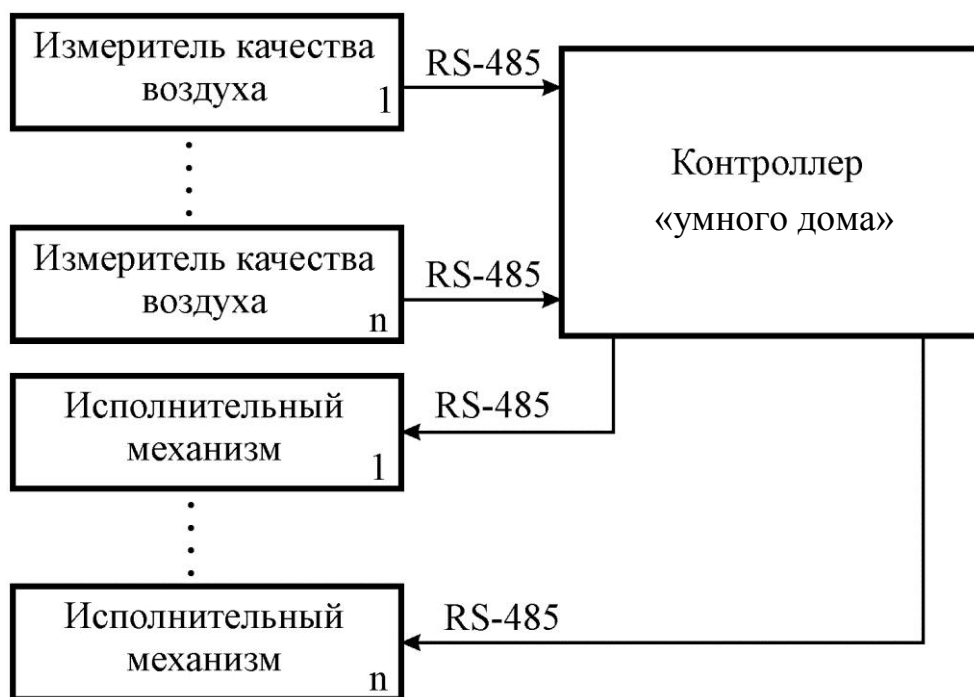 Измеритель качества
воздуха
1
RS-485
Контроллер
«умного дома»
Измеритель качества
воздуха
n
RS-485
Исполнительный
механизм
1
RS-485
Исполнительный
механизм
n
RS-485